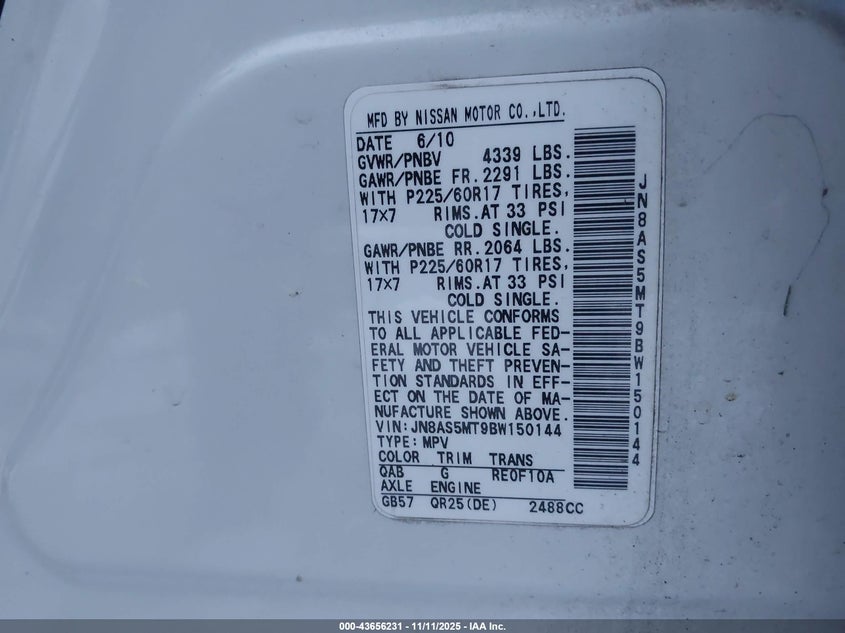 MFD BY NISSAN MOTOR CO.,LTD.
DATE 6/10
GVWR/PNBV 4339 LBS.
GAWR/PNBE FR. 2291 LBS.
WITH P225/60R17 TIRES,
17×7 RIMS.AT 33 PSI
COLD SINGLE.
GAWR/PNBE RR. 2064 LBS.
WITH P225/60R17 TIRES,
17×7 RIMS.AT 33 PSI
COLD SINGLE.
THIS VEHICLE CONFORMS
TO ALL APPLICABLE FED-
ERAL MOTOR VEHICLE SA-
FETY AND THEFT PREVEN-
TION STANDARDS IN EFF-
ECT ON THE DATE OF MA-
NUFACTURE SHOWN ABOVE.
VIN: JN8AS5MT9BW150144
TYPE: MPV
COLOR TRIM TRANS
QAB G RE0F10A
AXLE ENGINE
GB57 QR25(DE) 2488CC
JN8AS5MT9BW150144
000-43656231 - 11/11/2025 - IAA Inc.